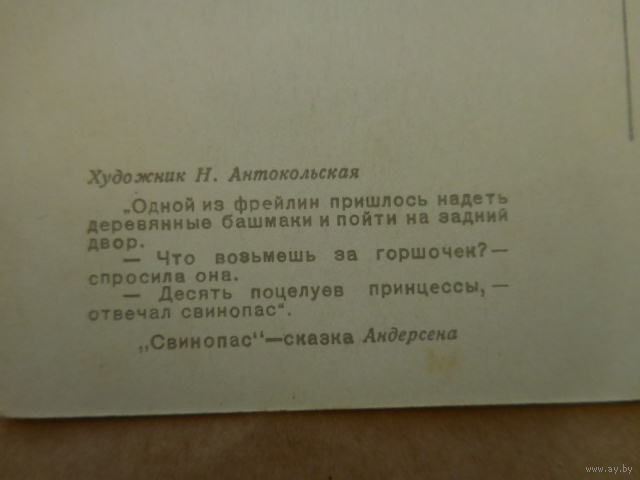 Художник Н. Антокольская
„Одной из фрейлин пришлось надеть
деревянные башмаки и пойти на задний
двор.
— Что возьмешь за горшочек?—
спросила она.
— Десять поцелуев принцессы,—
отвечал свинопас“.
„Свинопас“—сказка Андерсена
www.ay.by